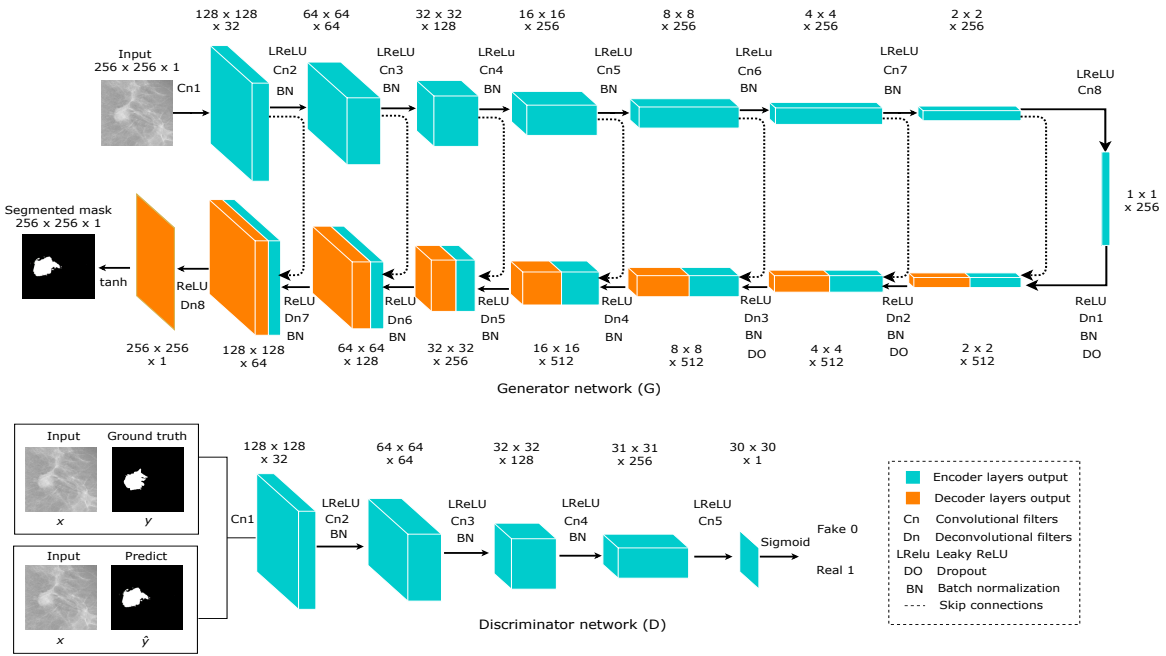 128 x 128
x 32
64 x 64
x 64
32 x 32
x 128
16 x 16
x 256
8 x 8
x 256
4 x 4
x 256
2 x 2
x 256
Input
256 x 256 x 1
Cn1
LReLU
Cn2
BN
LReLU
Cn3
BN
LReLu
Cn4
BN
LReLU
Cn5
BN
LReLu
Cn6
BN
LReLU
Cn7
BN
LReLU
Cn8
1 x 1
x 256
Segmented mask
256 x 256 x 1
tanh
ReLU
Dn8
ReLU
Dn7
BN
ReLU
Dn6
BN
ReLU
Dn5
BN
ReLU
Dn4
BN
ReLU
Dn3
BN
DO
ReLU
Dn2
BN
DO
ReLU
Dn1
BN
DO
256 x 256
x 1
128 x 128
x 64
64 x 64
x 128
32 x 32
x 256
16 x 16
x 512
8 x 8
x 512
4 x 4
x 512
2 x 2
x 512
Generator network (G)
Input
Ground truth
x
y
Input
Predict
x
ŷ
Cn1
128 x 128
x 32
LReLU
Cn2
BN
64 x 64
x 64
LReLU
Cn3
BN
32 x 32
x 128
LReLU
Cn4
BN
31 x 31
x 256
LReLU
Cn5
30 x 30
x 1
Sigmoid
Fake 0
Real 1
Discriminator network (D)
Encoder layers output
Decoder layers output
Cn Convolutional filters
Dn Deconvolutional filters
LRelu Leaky ReLU
DO Dropout
BN Batch normalization
Skip connections